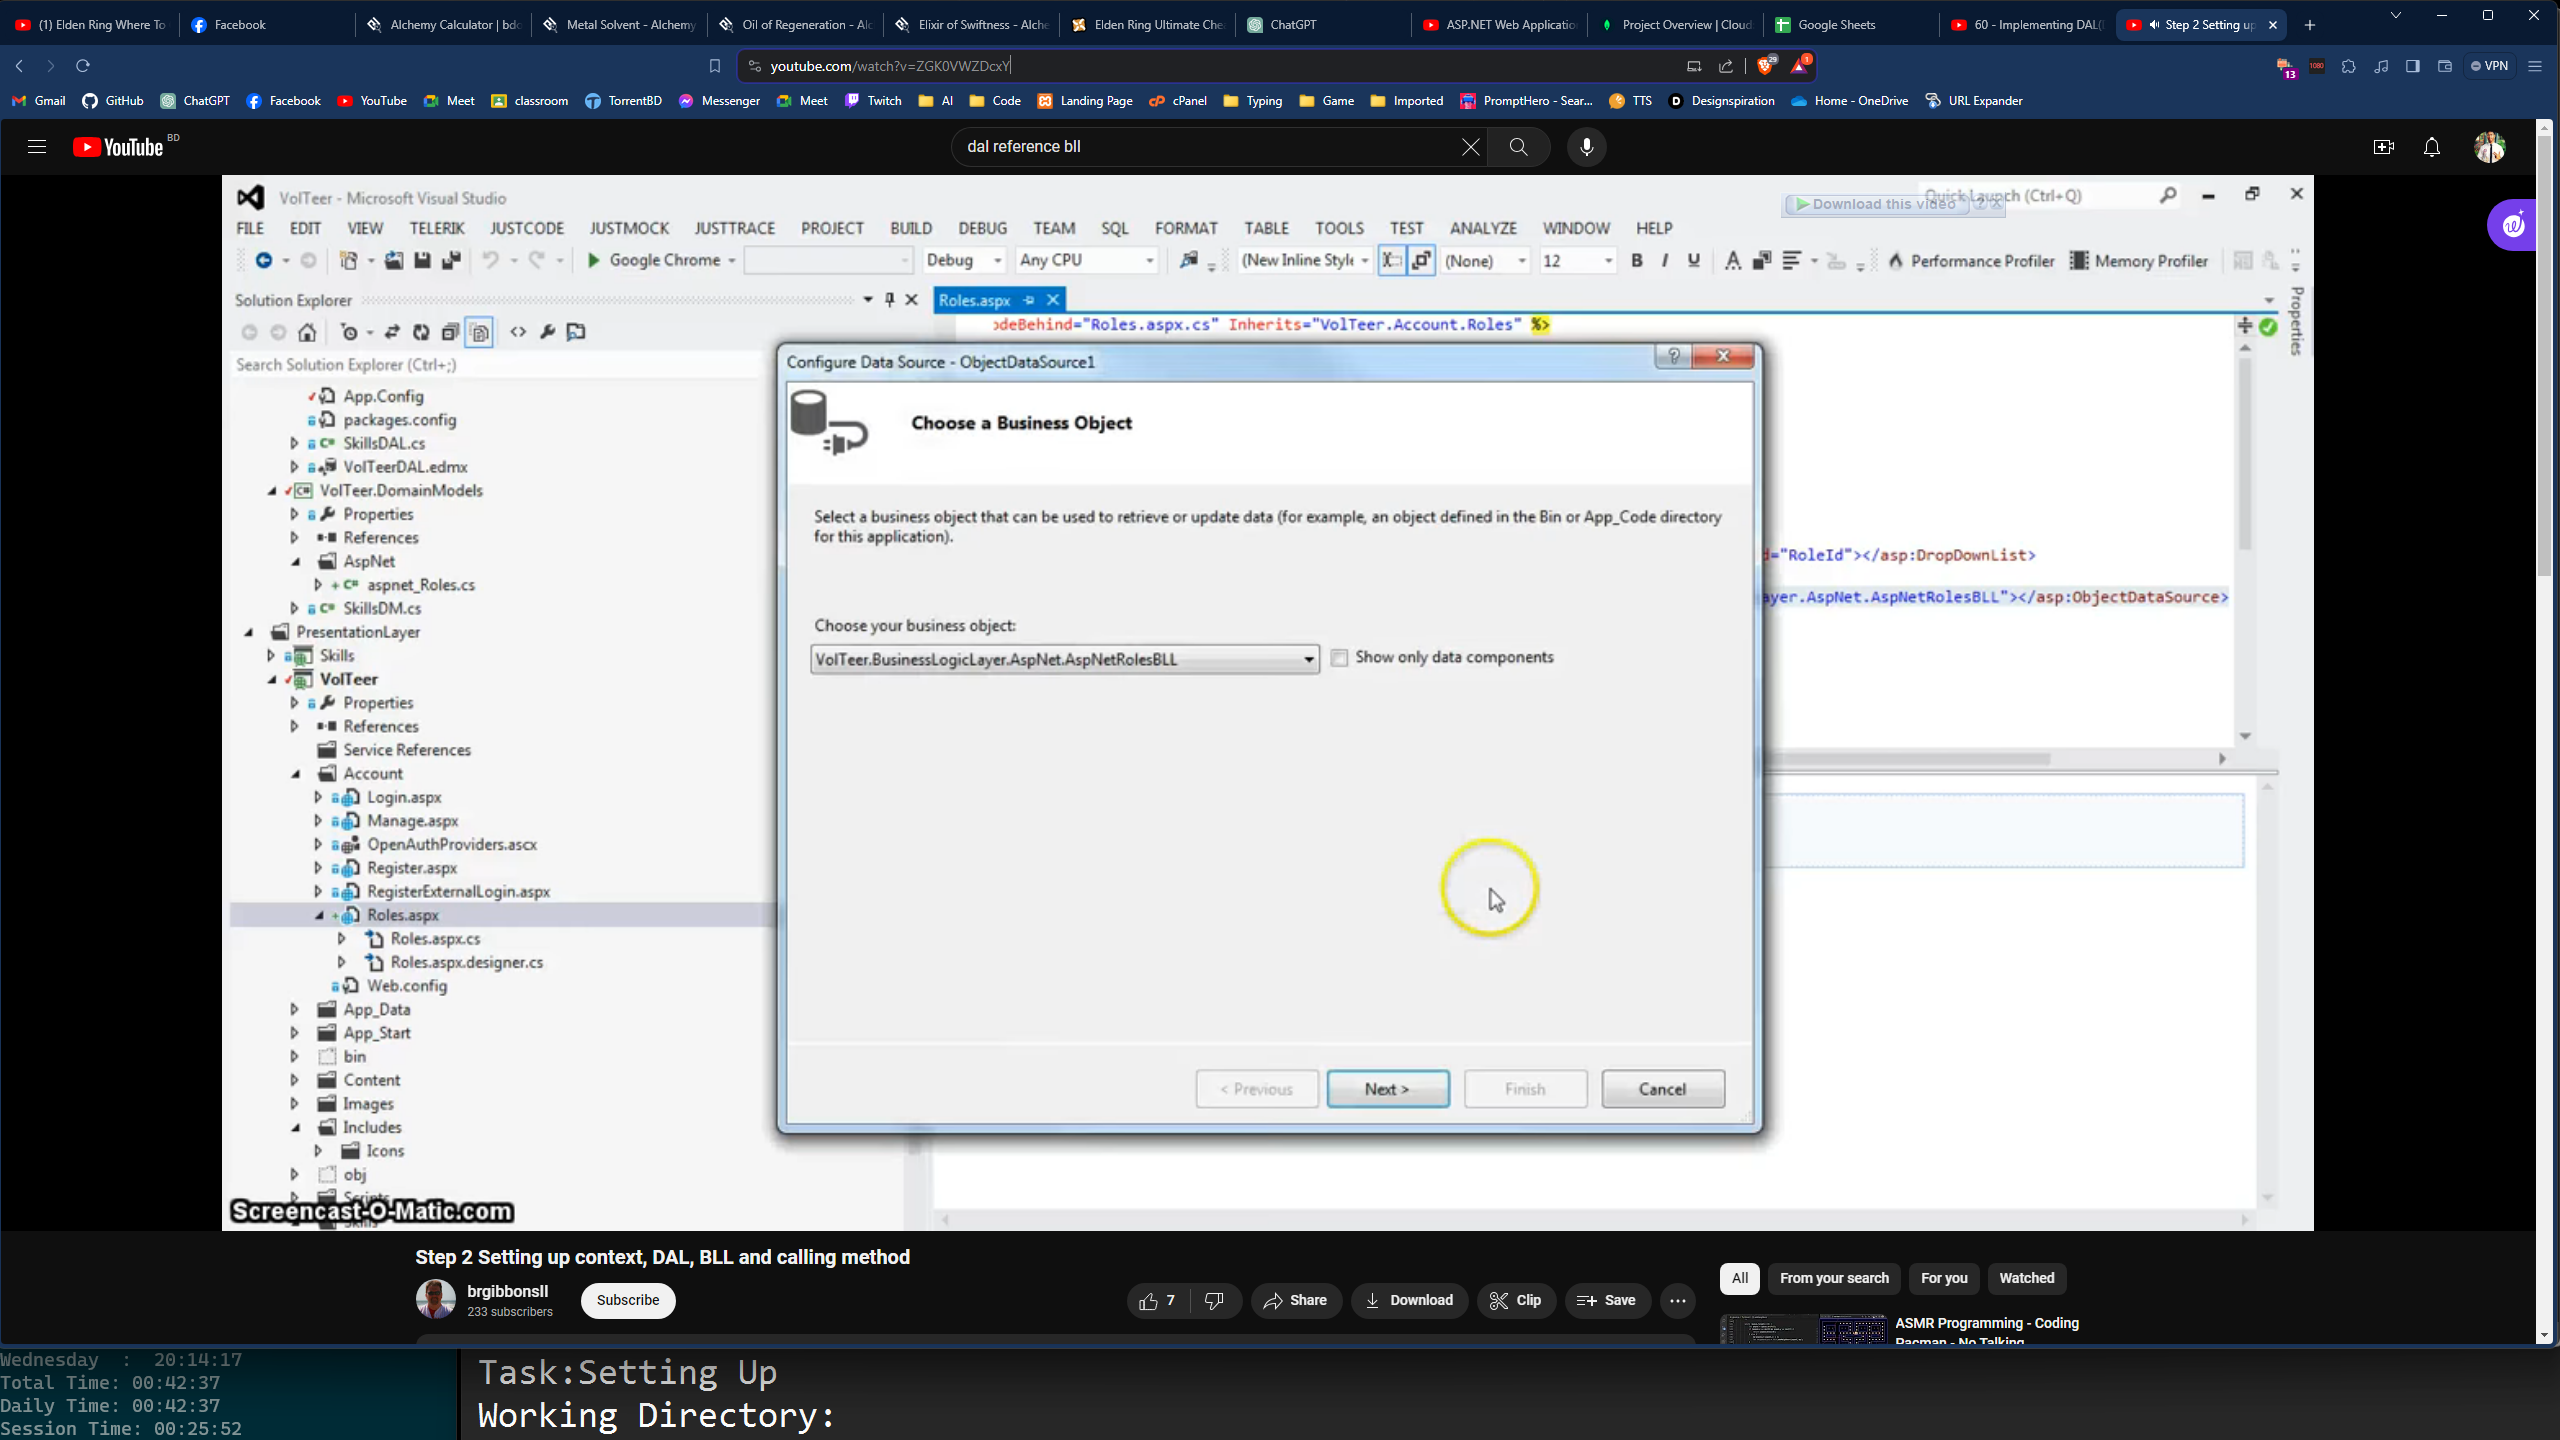 (1) Elden Ring Where To
Facebook
Alchemy Calculator | bdo
Metal Solvent - Alchemy
Oil of Regeneration - Alc
Elixir of Swiftness - Alche
Elden Ring Ultimate Che
ChatGPT
ASP.NET Web Application
Project Overview | Cloud
Google Sheets
60 - Implementing DAL(
Step 2 Setting up
youtube.com/watch?v=ZGK0VWZDcxY
29
1
13
1080
VPN
Gmail
GitHub
ChatGPT
Facebook
YouTube
Meet
classroom
TorrentBD
Messenger
Meet
Twitch
AI
Code
Landing Page
cPanel
Typing
Game
Imported
PromptHero - Sear...
TTS
Designspiration
Home - OneDrive
URL Expander
YouTube BD
dal reference bll
VolTeer - Microsoft Visual Studio
Quick Launch (Ctrl+Q)
Download this video
FILE EDIT VIEW TELERIK JUSTCODE JUSTMOCK JUSTTRACE PROJECT BUILD DEBUG TEAM SQL FORMAT TABLE TOOLS TEST ANALYZE WINDOW HELP
Google Chrome Debug Any CPU (New Inline Style (None) 12 B I U A Performance Profiler Memory Profiler
Solution Explorer
Roles.aspx
Properties
odeBehind="Roles.aspx.cs" Inherits="VolTeer.Account.Roles" %>
Search Solution Explorer (Ctrl+;)
App.Config
packages.config
SkillsDAL.cs
VolTeerDAL.edmx
VolTeer.DomainModels
Properties
References
AspNet
aspnet_Roles.cs
SkillsDM.cs
PresentationLayer
Skills
VolTeer
Properties
References
Service References
Account
Login.aspx
Manage.aspx
OpenAuthProviders.ascx
Register.aspx
RegisterExternalLogin.aspx
Roles.aspx
Roles.aspx.cs
Roles.aspx.designer.cs
Web.config
App_Data
App_Start
bin
Content
Images
Includes
Icons
obj
Scripts
Skills
Configure Data Source - ObjectDataSource1
Choose a Business Object
Select a business object that can be used to retrieve or update data (for example, an object defined in the Bin or App_Code directory
for this application).
Choose your business object:
VolTeer.BusinessLogicLayer.AspNet.AspNetRolesBLL
Show only data components
< Previous
Next >
Finish
Cancel
d="RoleId"></asp:DropDownList>
ayer.AspNet.AspNetRolesBLL"></asp:ObjectDataSource>
Screencast-O-Matic.com
Step 2 Setting up context, DAL, BLL and calling method
brgibbonsll
233 subscribers
Subscribe
7
Share
Download
Clip
Save
All
From your search
For you
Watched
ASMR Programming - Coding
Pacman - No Talking
Wednesday : 20:14:17
Total Time: 00:42:37
Daily Time: 00:42:37
Session Time: 00:25:52
Task:Setting Up
Working Directory: